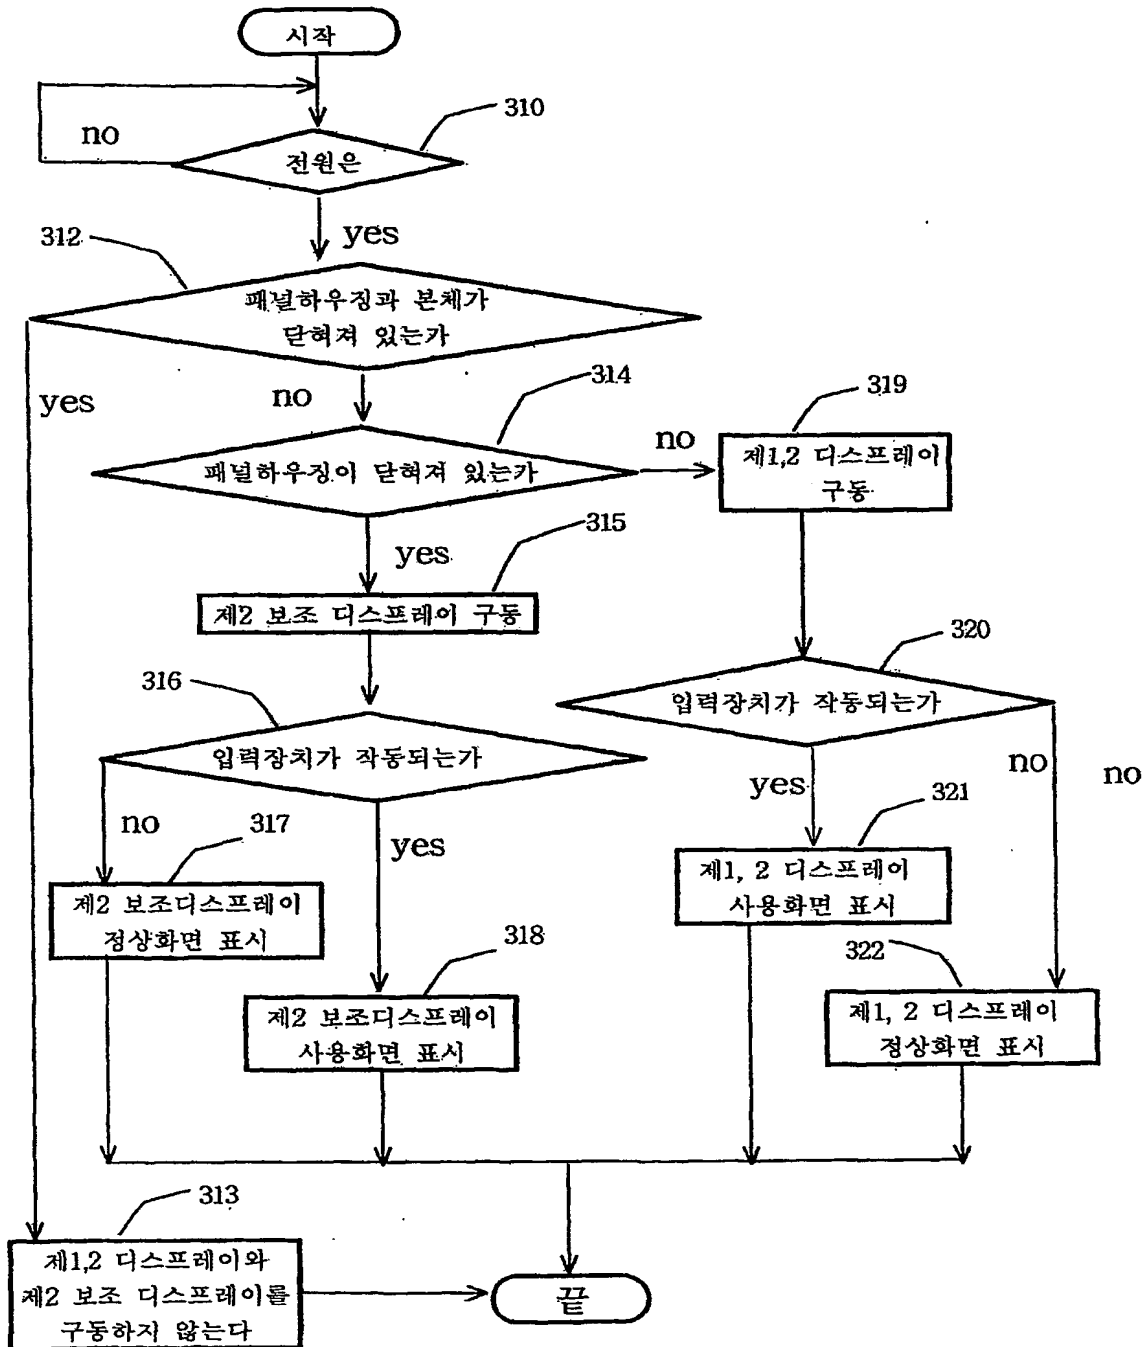 시작
310
no
전원은
312
yes
패널하우징과 본체가
닫혀져 있는가
yes
no
314
319
no
제1,2 디스프레이
구동
패널하우징이 닫혀져 있는가
315
yes
제2 보조 디스프레이 구동
320
316
입력장치가 작동되는가
입력장치가 작동되는가
no
no
yes
321
317
no
yes
제1, 2 디스프레이
사용화면 표시
제2 보조디스프레이
정상화면 표시
318
322
제2 보조디스프레이
사용화면 표시
제1, 2 디스프레이
정상화면 표시
313
제1,2 디스프레이와
제2 보조 디스프레이를
구동하지 않는다
끝